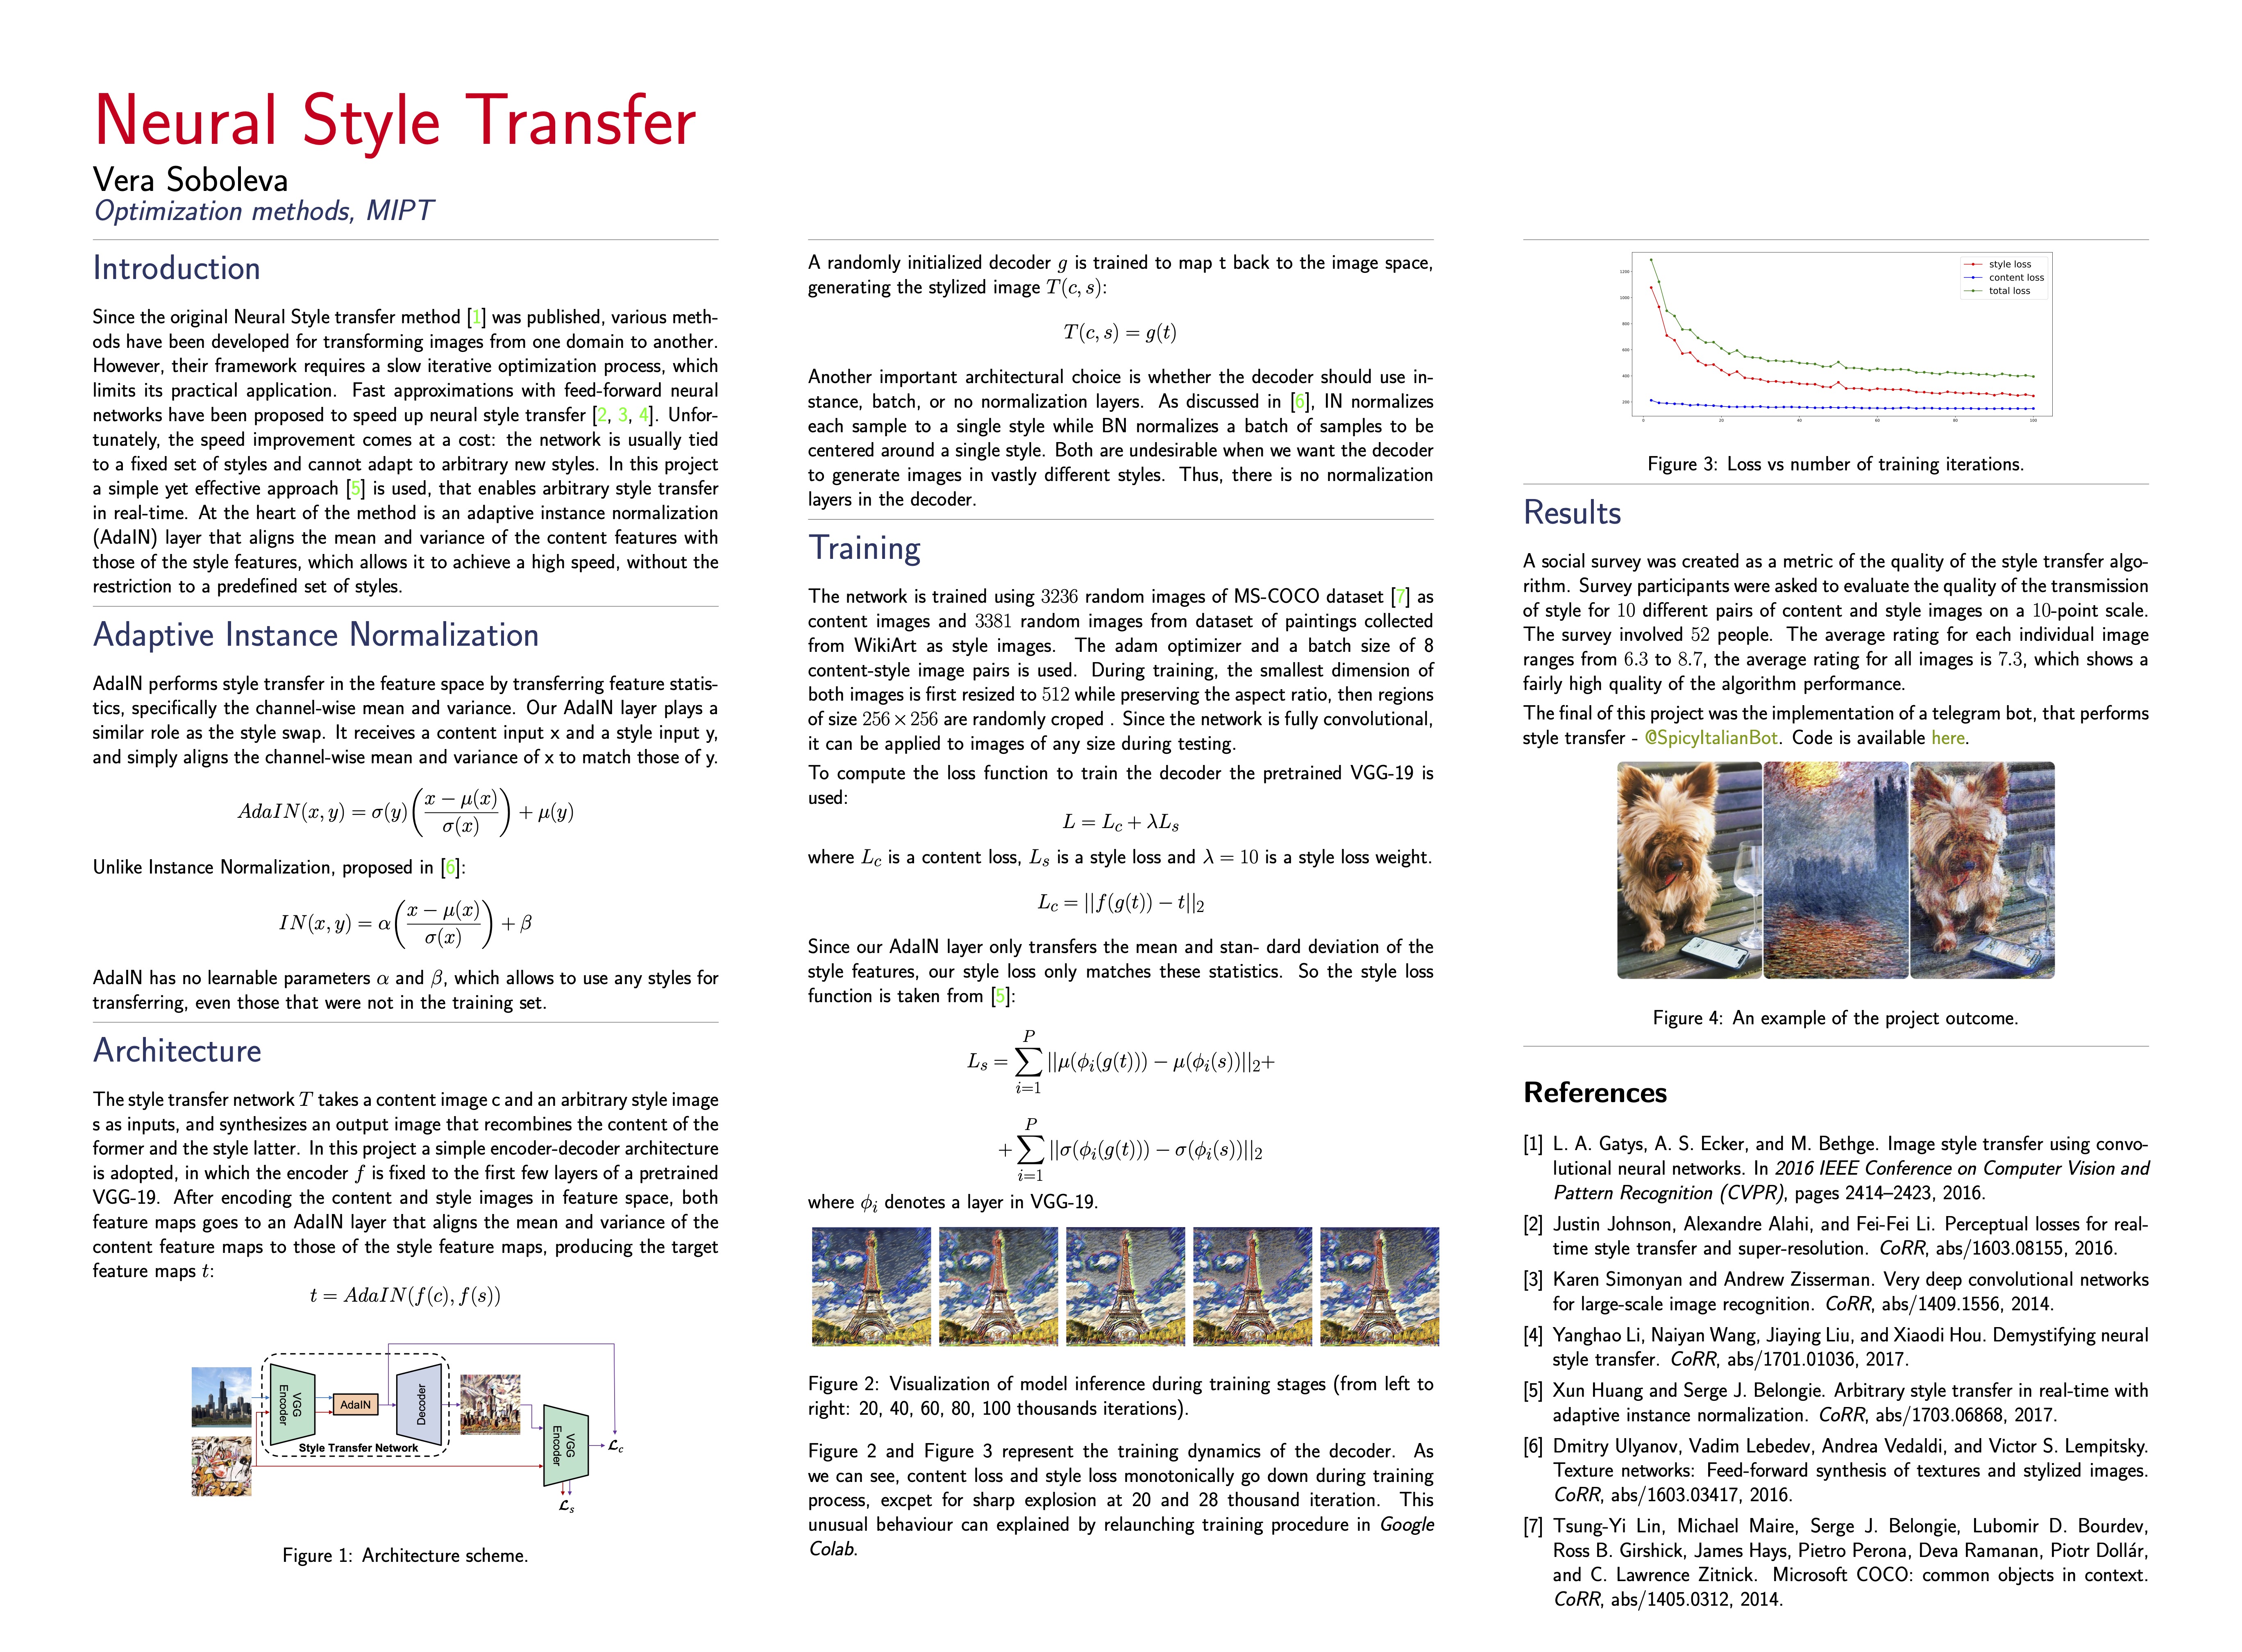 Neural Style Transfer
Vera Soboleva
Optimization methods, MIPT
Introduction
Since the original Neural Style transfer method [1] was published, various meth-
ods have been developed for transforming images from one domain to another.
However, their framework requires a slow iterative optimization process, which
limits its practical application. Fast approximations with feed-forward neural
networks have been proposed to speed up neural style transfer [2, 3, 4]. Unfor-
tunately, the speed improvement comes at a cost: the network is usually tied
to a fixed set of styles and cannot adapt to arbitrary new styles. In this project
a simple yet effective approach [5] is used, that enables arbitrary style transfer
in real-time. At the heart of the method is an adaptive instance normalization
(AdaIN) layer that aligns the mean and variance of the content features with
those of the style features, which allows it to achieve a high speed, without the
restriction to a predefined set of styles.
Adaptive Instance Normalization
AdaIN performs style transfer in the feature space by transferring feature statis-
tics, specifically the channel-wise mean and variance. Our AdaIN layer plays a
similar role as the style swap. It receives a content input x and a style input y,
and simply aligns the channel-wise mean and variance of x to match those of y.
AdaIN(x, y) = σ(y)((x − μ(x))/σ(x)) + μ(y)
Unlike Instance Normalization, proposed in [6]:
IN(x, y) = α((x − μ(x))/σ(x)) + β
AdaIN has no learnable parameters α and β, which allows to use any styles for
transferring, even those that were not in the training set.
Architecture
The style transfer network T takes a content image c and an arbitrary style image
s as inputs, and synthesizes an output image that recombines the content of the
former and the style latter. In this project a simple encoder-decoder architecture
is adopted, in which the encoder f is fixed to the first few layers of a pretrained
VGG-19. After encoding the content and style images in feature space, both
feature maps goes to an AdaIN layer that aligns the mean and variance of the
content feature maps to those of the style feature maps, producing the target
feature maps t:
t = AdaIN(f(c), f(s))
VGG
Encoder
AdaIN
Decoder
Style Transfer Network
VGG
Encoder
ℒc
ℒs
Figure 1: Architecture scheme.
A randomly initialized decoder g is trained to map t back to the image space,
generating the stylized image T(c, s):
T(c, s) = g(t)
Another important architectural choice is whether the decoder should use in-
stance, batch, or no normalization layers. As discussed in [6], IN normalizes
each sample to a single style while BN normalizes a batch of samples to be
centered around a single style. Both are undesirable when we want the decoder
to generate images in vastly different styles. Thus, there is no normalization
layers in the decoder.
Training
The network is trained using 3236 random images of MS-COCO dataset [7] as
content images and 3381 random images from dataset of paintings collected
from WikiArt as style images. The adam optimizer and a batch size of 8
content-style image pairs is used. During training, the smallest dimension of
both images is first resized to 512 while preserving the aspect ratio, then regions
of size 256 × 256 are randomly croped . Since the network is fully convolutional,
it can be applied to images of any size during testing.
To compute the loss function to train the decoder the pretrained VGG-19 is
used:
L = Lc + λLs
where Lc is a content loss, Ls is a style loss and λ = 10 is a style loss weight.
Lc = ||f(g(t)) − t||2
Since our AdaIN layer only transfers the mean and stan- dard deviation of the
style features, our style loss only matches these statistics. So the style loss
function is taken from [5]:
Ls = ∑_{i=1}^{P} ||μ(ϕi(g(t))) − μ(ϕi(s))||2+
+ ∑_{i=1}^{P} ||σ(ϕi(g(t))) − σ(ϕi(s))||2
where ϕi denotes a layer in VGG-19.
Figure 2: Visualization of model inference during training stages (from left to
right: 20, 40, 60, 80, 100 thousands iterations).
Figure 2 and Figure 3 represent the training dynamics of the decoder. As
we can see, content loss and style loss monotonically go down during training
process, excpet for sharp explosion at 20 and 28 thousand iteration. This
unusual behaviour can explained by relaunching training procedure in Google
Colab.
style loss
content loss
total loss
1200
1000
800
600
400
200
0 20 40 60 80 100
Figure 3: Loss vs number of training iterations.
Results
A social survey was created as a metric of the quality of the style transfer algo-
rithm. Survey participants were asked to evaluate the quality of the transmission
of style for 10 different pairs of content and style images on a 10-point scale.
The survey involved 52 people. The average rating for each individual image
ranges from 6.3 to 8.7, the average rating for all images is 7.3, which shows a
fairly high quality of the algorithm performance.
The final of this project was the implementation of a telegram bot, that performs
style transfer - @SpicyItalianBot. Code is available here.
Figure 4: An example of the project outcome.
References
[1] L. A. Gatys, A. S. Ecker, and M. Bethge. Image style transfer using convo-
lutional neural networks. In 2016 IEEE Conference on Computer Vision and
Pattern Recognition (CVPR), pages 2414–2423, 2016.
[2] Justin Johnson, Alexandre Alahi, and Fei-Fei Li. Perceptual losses for real-
time style transfer and super-resolution. CoRR, abs/1603.08155, 2016.
[3] Karen Simonyan and Andrew Zisserman. Very deep convolutional networks
for large-scale image recognition. CoRR, abs/1409.1556, 2014.
[4] Yanghao Li, Naiyan Wang, Jiaying Liu, and Xiaodi Hou. Demystifying neural
style transfer. CoRR, abs/1701.01036, 2017.
[5] Xun Huang and Serge J. Belongie. Arbitrary style transfer in real-time with
adaptive instance normalization. CoRR, abs/1703.06868, 2017.
[6] Dmitry Ulyanov, Vadim Lebedev, Andrea Vedaldi, and Victor S. Lempitsky.
Texture networks: Feed-forward synthesis of textures and stylized images.
CoRR, abs/1603.03417, 2016.
[7] Tsung-Yi Lin, Michael Maire, Serge J. Belongie, Lubomir D. Bourdev,
Ross B. Girshick, James Hays, Pietro Perona, Deva Ramanan, Piotr Dollár,
and C. Lawrence Zitnick. Microsoft COCO: common objects in context.
CoRR, abs/1405.0312, 2014.